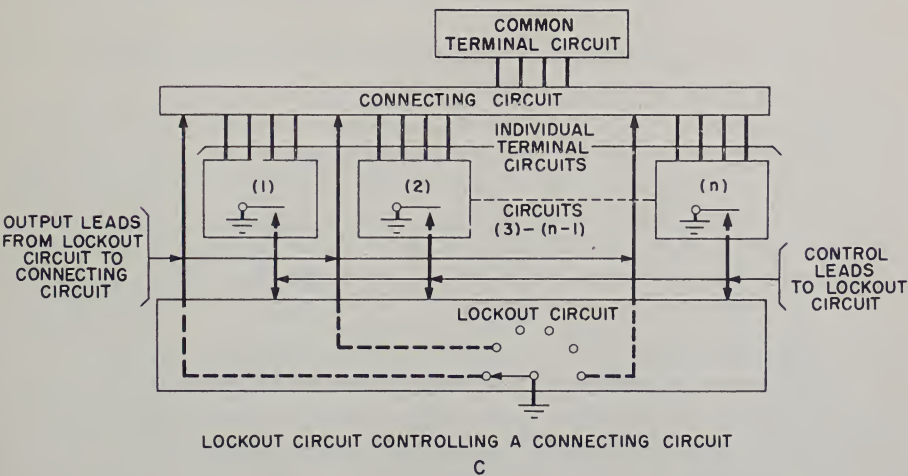 COMMON
TERMINAL CIRCUIT
CONNECTING CIRCUIT
INDIVIDUAL
TERMINAL
CIRCUITS
(1)
(2)
(n)
CIRCUITS
(3)-(n-1)
OUTPUT LEADS
FROM LOCKOUT
CIRCUIT TO
CONNECTING
CIRCUIT
CONTROL
LEADS
TO LOCKOUT
CIRCUIT
LOCKOUT CIRCUIT
LOCKOUT CIRCUIT CONTROLLING A CONNECTING CIRCUIT
C